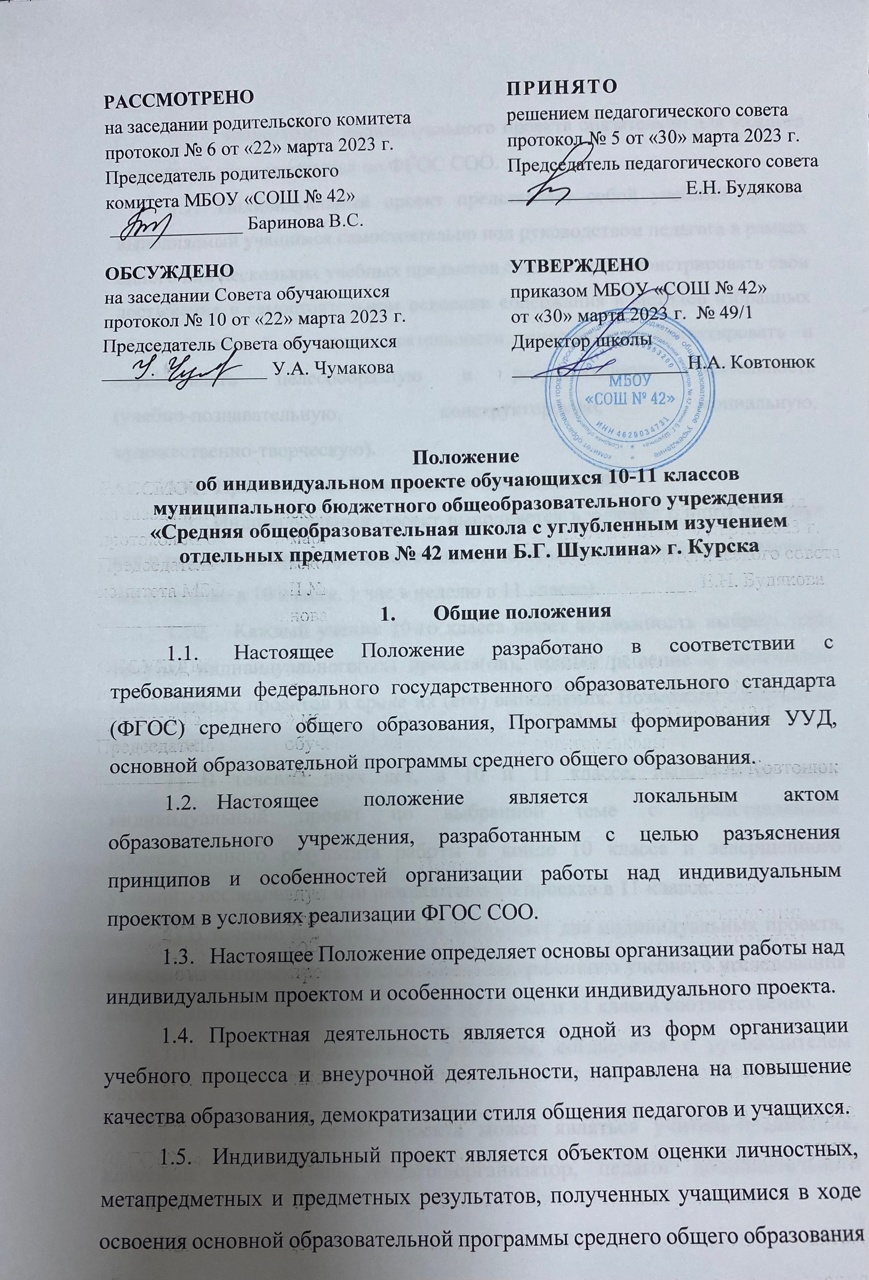 РАССМОТРЕНО
на заседании родительского комитета
протокол № 6 от «22» марта 2023 г.
Председатель родительского
комитета МБОУ «СОШ № 42»
______________ Баринова В.С.
ПРИНЯТО
решением педагогического совета
протокол № 5 от «30» марта 2023 г.
Председатель педагогического совета
__________________ Е.Н. Будякова
ОБСУЖДЕНО
на заседании Совета обучающихся
протокол № 10 от «22» марта 2023 г.
Председатель Совета обучающихся
__________________ У.А. Чумакова
УТВЕРЖДЕНО
приказом МБОУ «СОШ № 42»
от «30» марта 2023 г. № 49/1
Директор школы
__________________ Н.А. Ковтонюк
МБОУ
«СОШ № 42»
ИНН 4629034731
Положение
об индивидуальном проекте обучающихся 10-11 классов
муниципального бюджетного общеобразовательного учреждения
«Средняя общеобразовательная школа с углубленным изучением
отдельных предметов № 42 имени Б.Г. Шуклина» г. Курска
1. Общие положения
1.1. Настоящее Положение разработано в соответствии с
требованиями федерального государственного образовательного стандарта
(ФГОС) среднего общего образования, Программы формирования УУД,
основной образовательной программы среднего общего образования.
1.2. Настоящее положение является локальным актом
образовательного учреждения, разработанным с целью разъяснения
принципов и особенностей организации работы над индивидуальным
проектом в условиях реализации ФГОС СОО.
1.3. Настоящее Положение определяет основы организации работы над
индивидуальным проектом и особенности оценки индивидуального проекта.
1.4. Проектная деятельность является одной из форм организации
учебного процесса и внеурочной деятельности, направлена на повышение
качества образования, демократизации стиля общения педагогов и учащихся.
1.5. Индивидуальный проект является объектом оценки личностных,
метапредметных и предметных результатов, полученных учащимися в ходе
освоения основной образовательной программы среднего общего образования